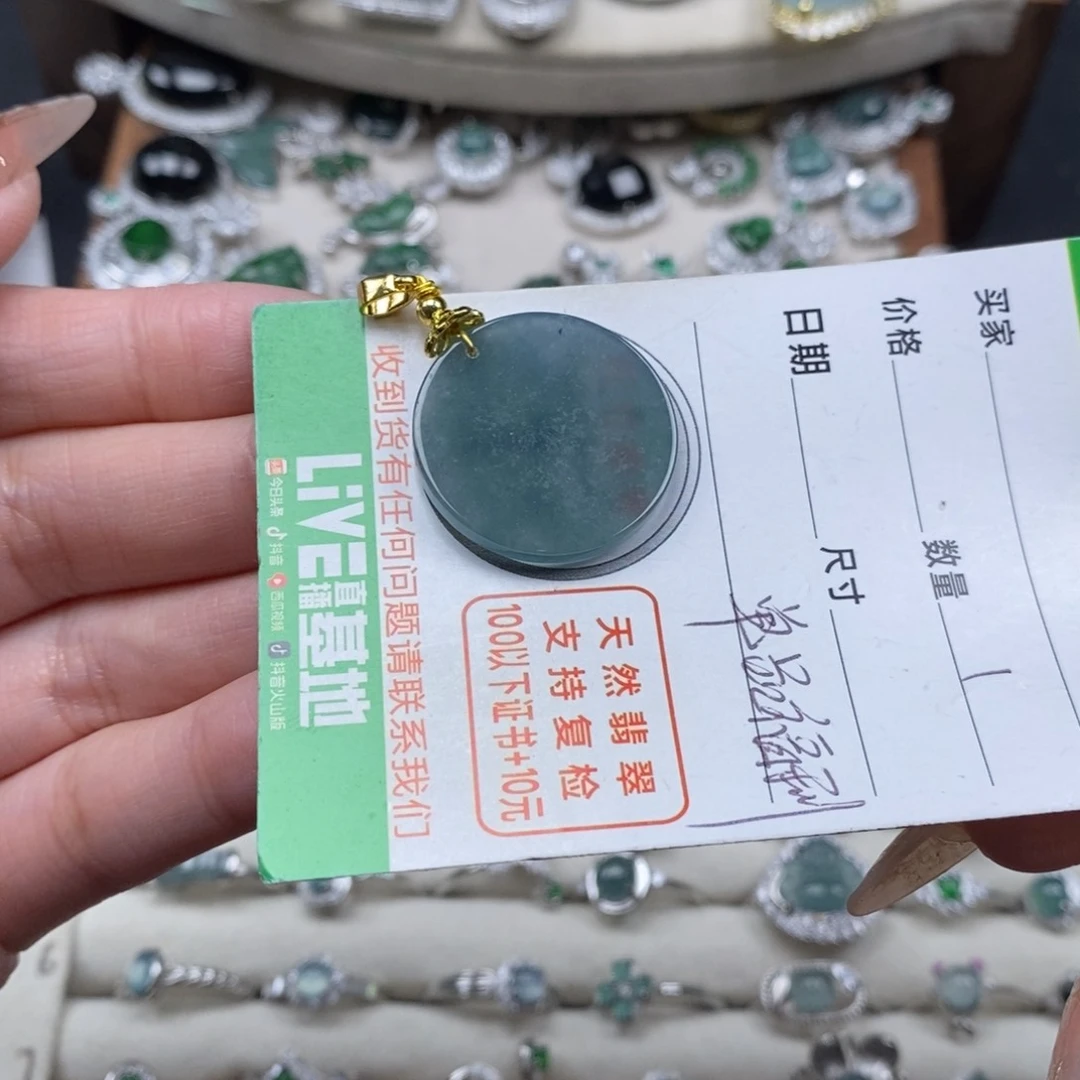 买家
价格
数量 1
日期
尺寸
天然翡翠
支持复检
100以下证书+10元
收到货有任何问题请联系我们
LiVE直播基地
今日头条 抖音 西瓜视频 抖音火山版